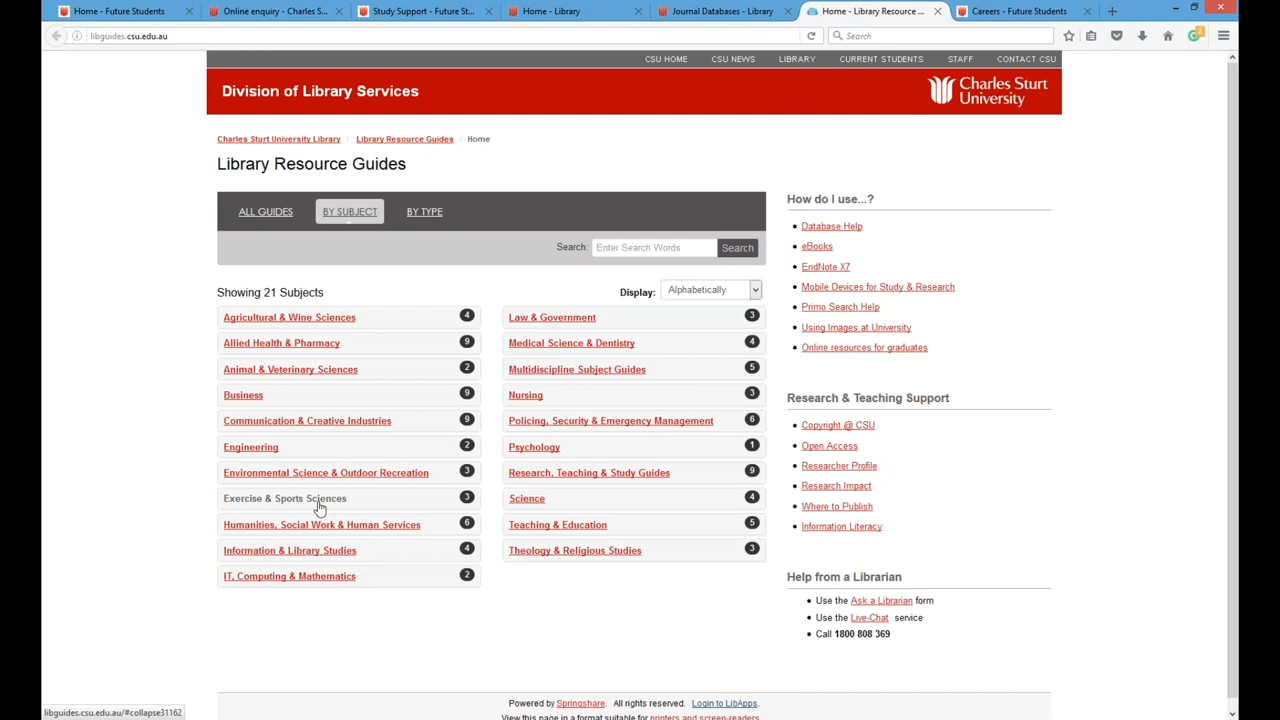 Home - Future Students
Online enquiry - Charles S...
Study Support - Future St...
Home - Library
Journal Databases - Library
Home - Library Resource ...
Careers - Future Students
libguides.csu.edu.au
Search
CSU HOME CSU NEWS LIBRARY CURRENT STUDENTS STAFF CONTACT CSU
Division of Library Services
Charles Sturt
University
Charles Sturt University Library / Library Resource Guides / Home
Library Resource Guides
ALL GUIDES BY SUBJECT BY TYPE
Search: Enter Search Words Search
Showing 21 Subjects
Display: Alphabetically
Agricultural & Wine Sciences 4
Allied Health & Pharmacy 9
Animal & Veterinary Sciences 2
Business 9
Communication & Creative Industries 9
Engineering 2
Environmental Science & Outdoor Recreation 3
Exercise & Sports Sciences 3
Humanities, Social Work & Human Services 6
Information & Library Studies 4
IT, Computing & Mathematics 2
Law & Government 3
Medical Science & Dentistry 4
Multidiscipline Subject Guides 5
Nursing 3
Policing, Security & Emergency Management 6
Psychology 1
Research, Teaching & Study Guides 9
Science 4
Teaching & Education 5
Theology & Religious Studies 3
How do I use...?
Database Help
eBooks
EndNote X7
Mobile Devices for Study & Research
Primo Search Help
Using Images at University
Online resources for graduates
Research & Teaching Support
Copyright @ CSU
Open Access
Researcher Profile
Research Impact
Where to Publish
Information Literacy
Help from a Librarian
Use the Ask a Librarian form
Use the Live-Chat service
Call 1800 808 369
Powered by Springshare. All rights reserved. Login to LibApps.
View this page in a format suitable for printers and screen-readers
libguides.csu.edu.au/#collapse31162